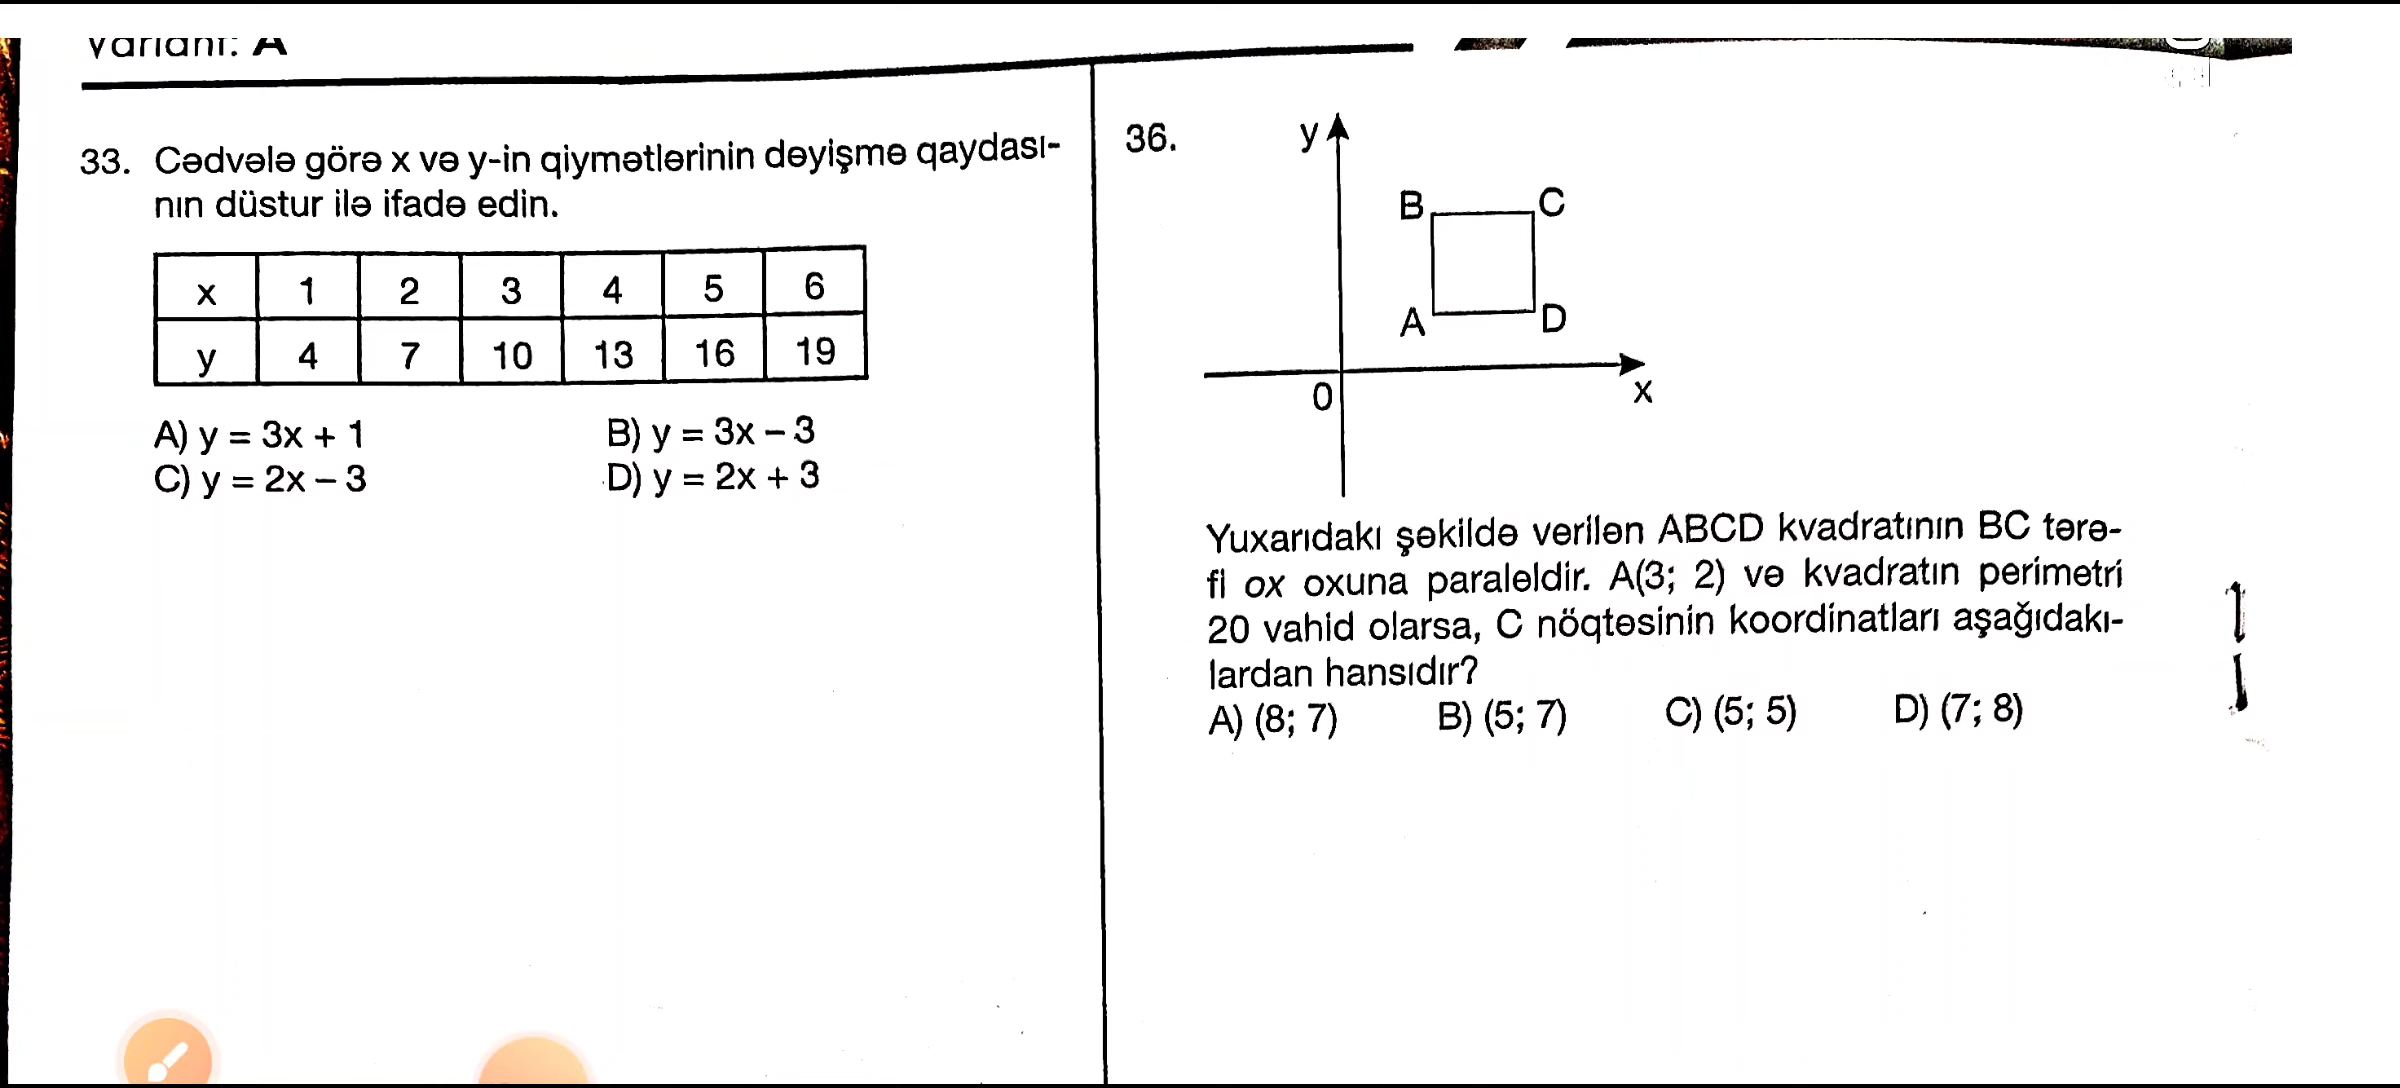 Variant: A
33. Cədvələ görə x və y-in qiymətlərinin dəyişmə qaydası-
nın düstur ilə ifadə edin.
x 1 2 3 4 5 6
y 4 7 10 13 16 19
A) y = 3x + 1 B) y = 3x – 3
C) y = 2x – 3 D) y = 2x + 3
36.
y
B C
A D
0 x
Yuxarıdakı şəkildə verilən ABCD kvadratının BC tərə-
fi ox oxuna paraleldir. A(3; 2) və kvadratın perimetri
20 vahid olarsa, C nöqtəsinin koordinatları aşağıdakı-
lardan hansıdır?
A) (8; 7) B) (5; 7) C) (5; 5) D) (7; 8)